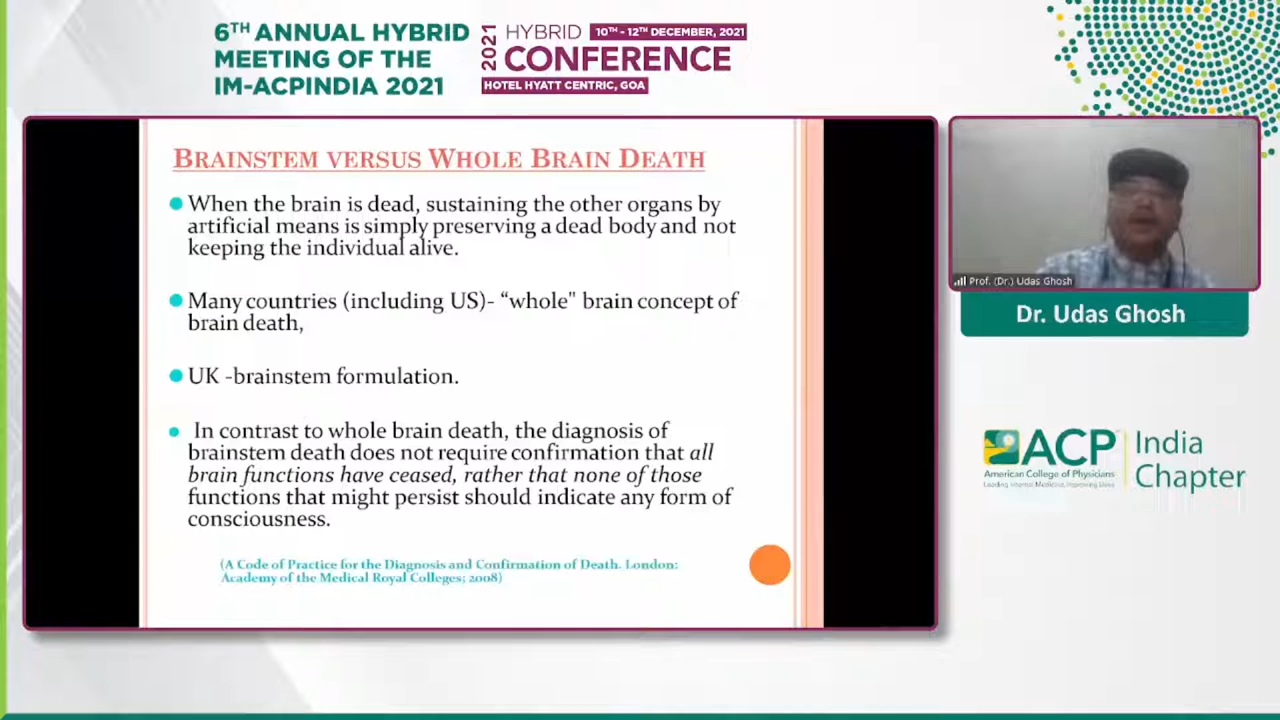 6TH ANNUAL HYBRID
MEETING OF THE
IM-ACPINDIA 2021
2021
HYBRID
10TH - 12TH DECEMBER, 2021
CONFERENCE
HOTEL HYATT CENTRIC, GOA
BRAINSTEM VERSUS WHOLE BRAIN DEATH
When the brain is dead, sustaining the other organs by
artificial means is simply preserving a dead body and not
keeping the individual alive.
Many countries (including US)- “whole" brain concept of
brain death,
UK -brainstem formulation.
In contrast to whole brain death, the diagnosis of
brainstem death does not require confirmation that all
brain functions have ceased, rather that none of those
functions that might persist should indicate any form of
consciousness.
(A Code of Practice for the Diagnosis and Confirmation of Death. London:
Academy of the Medical Royal Colleges; 2008)
Prof. (Dr.) Udas Ghosh
Dr. Udas Ghosh
ACP
American College of Physicians
Leading Internal Medicine, Improving Lives
India
Chapter